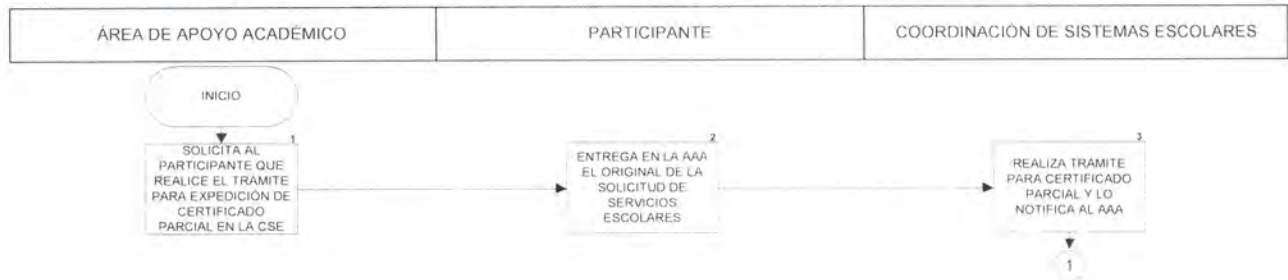 ÁREA DE APOYO ACADÉMICO
PARTICIPANTE
COORDINACIÓN DE SISTEMAS ESCOLARES
INICIO
1
SOLICITA AL
PARTICIPANTE QUE
REALICE EL TRAMITE
PARA EXPEDICIÓN DE
CERTIFICADO
PARCIAL EN LA CSE
2
ENTREGA EN LA AAA
EL ORIGINAL DE LA
SOLICITUD DE
SERVICIOS
ESCOLARES
3
REALIZA TRAMITE
PARA CERTIFICADO
PARCIAL Y LO
NOTIFICA AL AAA
1